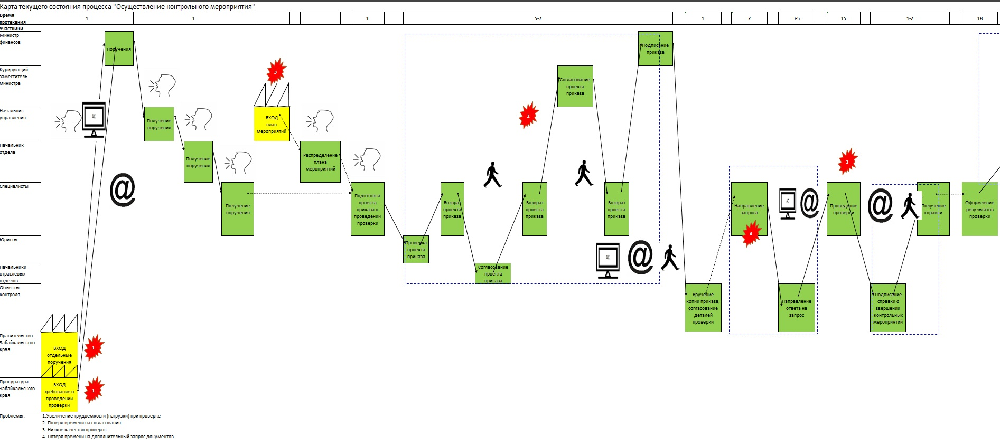 Карта текущего состояния процесса "Осуществление контрольного мероприятия"
Время
протекания
1
1
1
5-7
1
2
3-5
15
1-2
18
Участники
Министр
финансов
Поручения
Подписание
приказа
Курирующий
заместитель
министра
3
Согласование
проекта
приказа
Начальник
управления
АС
Получение
поручения
ВХОД
план
мероприятий
2
Начальник
отдела
Получение
поручения
Распределение
плана
мероприятий
3
Специалисты
@
Получение
поручения
Подготовка
проекта
приказа о
проведении
проверки
Возврат
проекта
приказа
Возврат
проекта
приказа
Возврат
проекта
приказа
Направление
запроса
4
АС
@
Проведение
проверки
@
Получение
справки
Оформление
результатов
проверки
Юристы
Проверка
проекта
приказа
АС
@
Начальники
отраслевых
отделов
Согласование
проекта
приказа
Объекты
контроля
Вручение
копии приказа,
согласование
деталей
проверки
Направление
ответа на
запрос
Подписание
справки о
звершении
контрольных
мероприятий
Правительство
Забайкальского
края
ВХОД
отдельные
поручения
1
Прокуратура
Забайкальского
края
ВХОД
требование о
проведении
проверки
1
Проблемы:
1.Увеличение трудоемкости (нагрузки) при проверке
2. Потеря времени на согласования
3. Низкое качество проверок
4. Потеря времени на дополнительный запрос документов